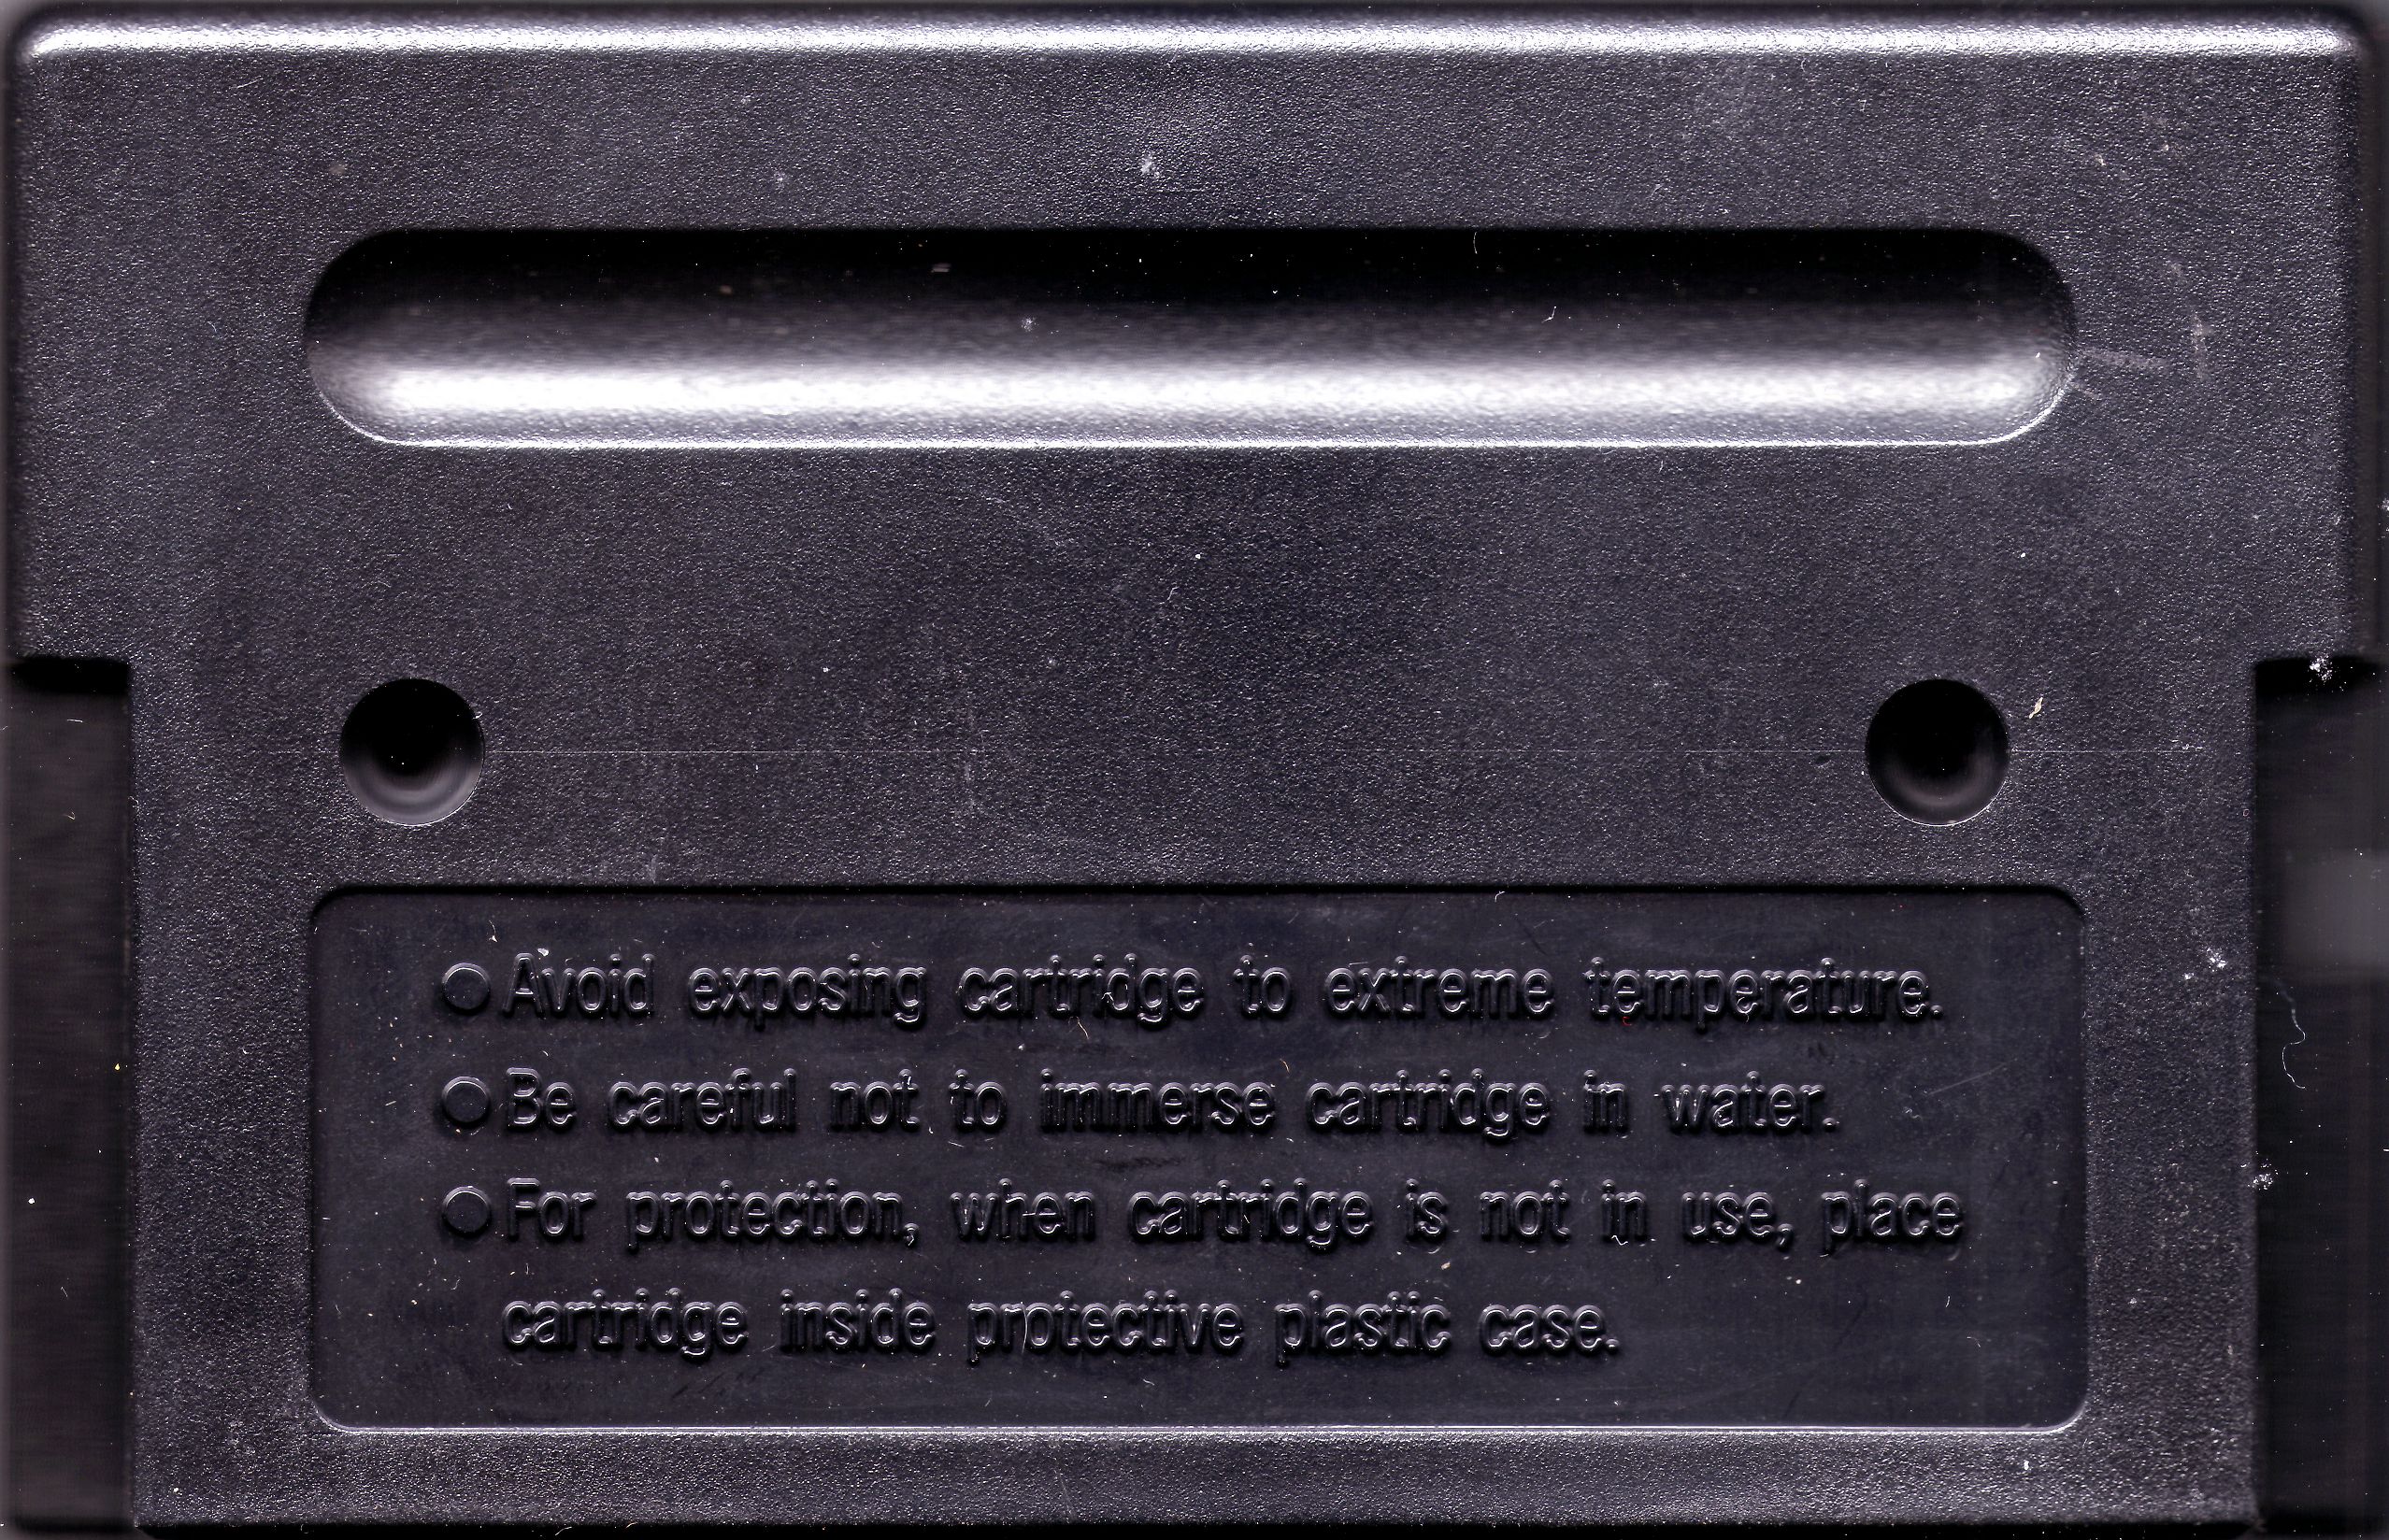 ●Avoid exposing cartridge to extreme temperature.
●Be careful not to immerse cartridge in water.
●For protection, when cartridge is not in use, place
cartridge inside protective plastic case.